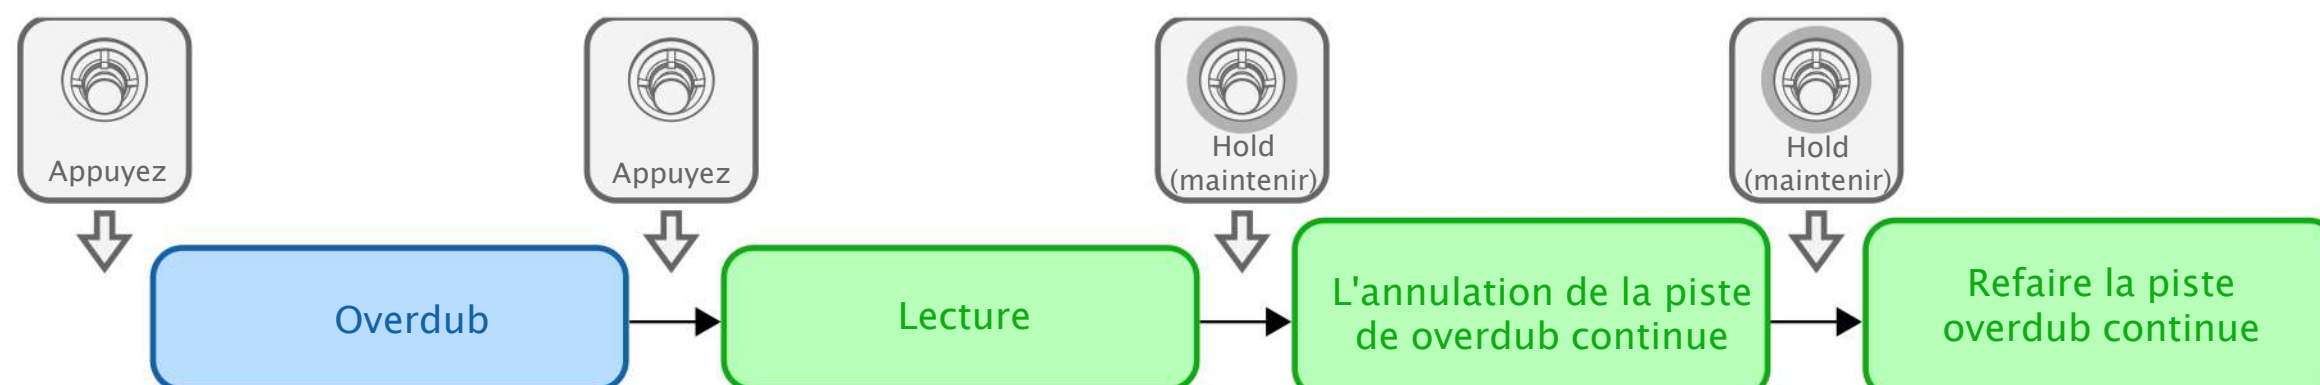 Appuyez
Appuyez
Hold
(maintenir)
Hold
(maintenir)
Overdub
Lecture
L'annulation de la piste
de overdub continue
Refaire la piste
overdub continue